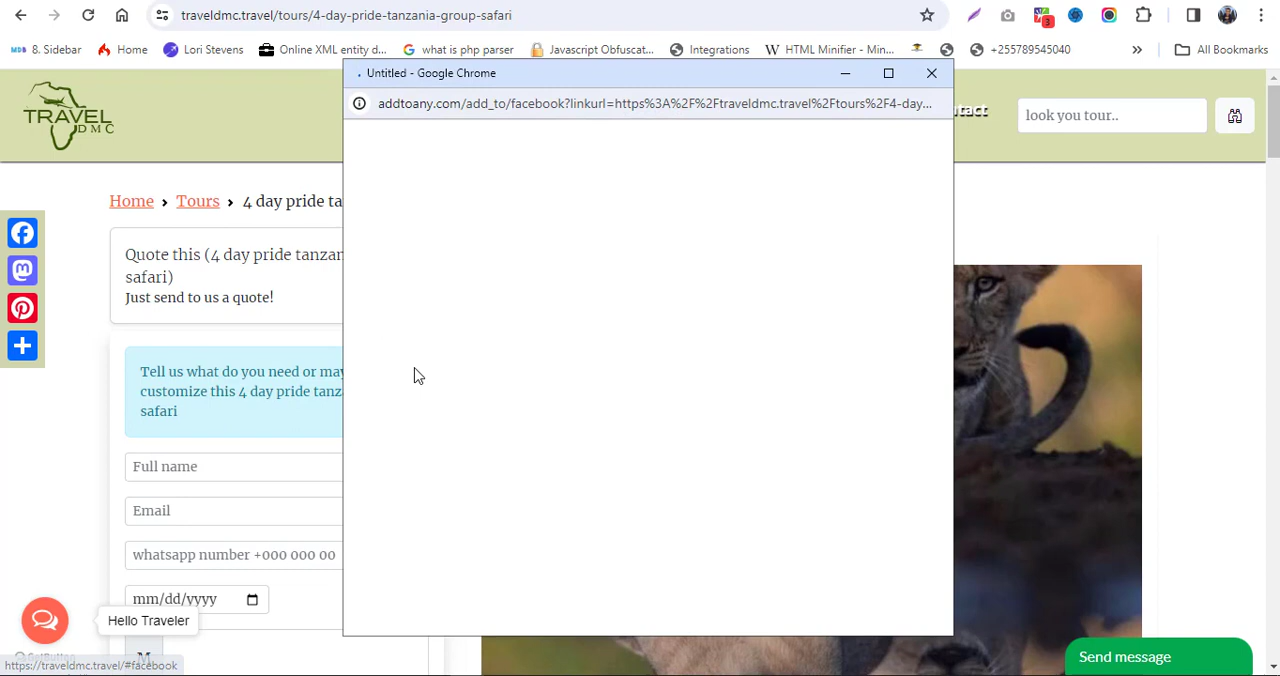 traveldmc.travel/tours/4-day-pride-tanzania-group-safari
3
8. Sidebar
Home
Lori Stevens
Online XML entity d...
what is php parser
Javascript Obfuscat...
Integrations
HTML Minifier - Min...
+255789545040
»
All Bookmarks
Untitled - Google Chrome
addtoany.com/add_to/facebook?linkurl=https%3A%2F%2Ftraveldmc.travel%2Ftours%2F4-day...
TRAVEL
DMC
ntact
look you tour..
Home › Tours › 4 day pride ta
Quote this (4 day pride tanzan
safari)
Just send to us a quote!
Tell us what do you need or may
customize this 4 day pride tanza
safari
Full name
Email
whatsapp number +000 000 00
mm/dd/yyyy
Hello Traveler
GetButton
https://traveldmc.travel/#facebook
Send message